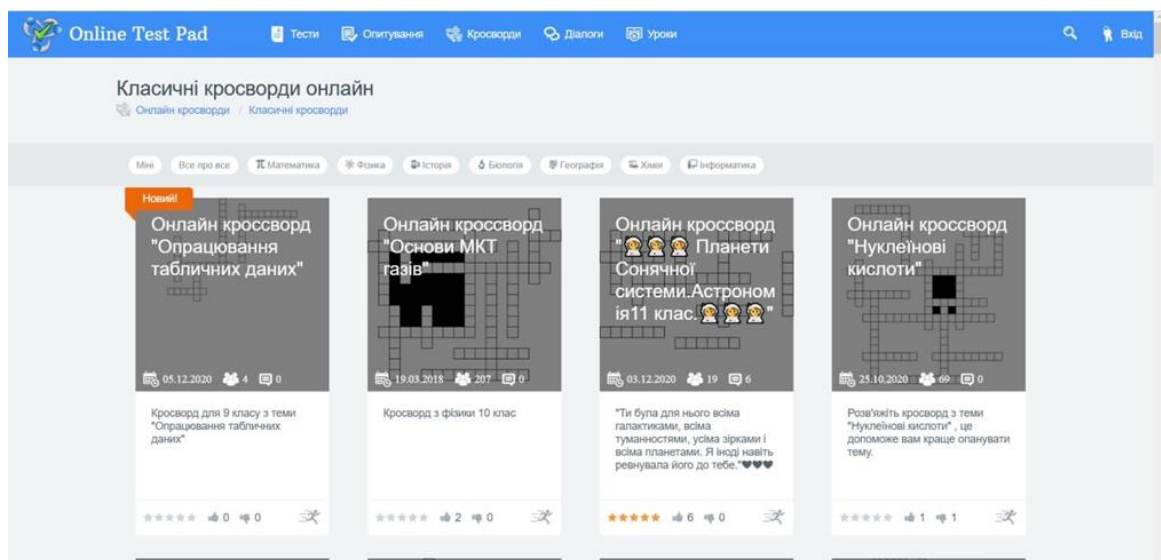 Online Test Pad Тести Опитування Кросворди Діалоги Уроки Вхід
Класичні кросворди онлайн
Онлайн кросворди / Класичні кросворди
Міні Все про все Математика Фізика Історія Біологія Географія Хімія Інформатика
Новий!
Онлайн кроссворд
"Опрацювання
табличних даних"
05.12.2020 4 0
Кросворд для 9 класу з теми
"Опрацювання табличних
даних"
0 0
Онлайн кроссворд
"Основи МКТ
газів"
19.03.2018 207 0
Кросворд з фізики 10 клас
2 0
Онлайн кроссворд
"👩‍🚀👩‍🚀👩‍🚀 Планети
Сонячної
системи.Астроном
ія11 клас.👩‍🚀👩‍🚀👩‍🚀"
03.12.2020 19 6
"Ти була для нього всіма
галактиками, всіма
туманностями, усіма зірками і
всіма планетами. Я іноді навіть
ревнувала його до тебе."🖤🖤🖤
6 0
Онлайн кроссворд
"Нуклеїнові
кислоти"
25.10.2020 69 0
Розв'яжіть кросворд з теми
"Нуклеїнові кислоти" , це
допоможе вам краще опанувати
тему.
1 1